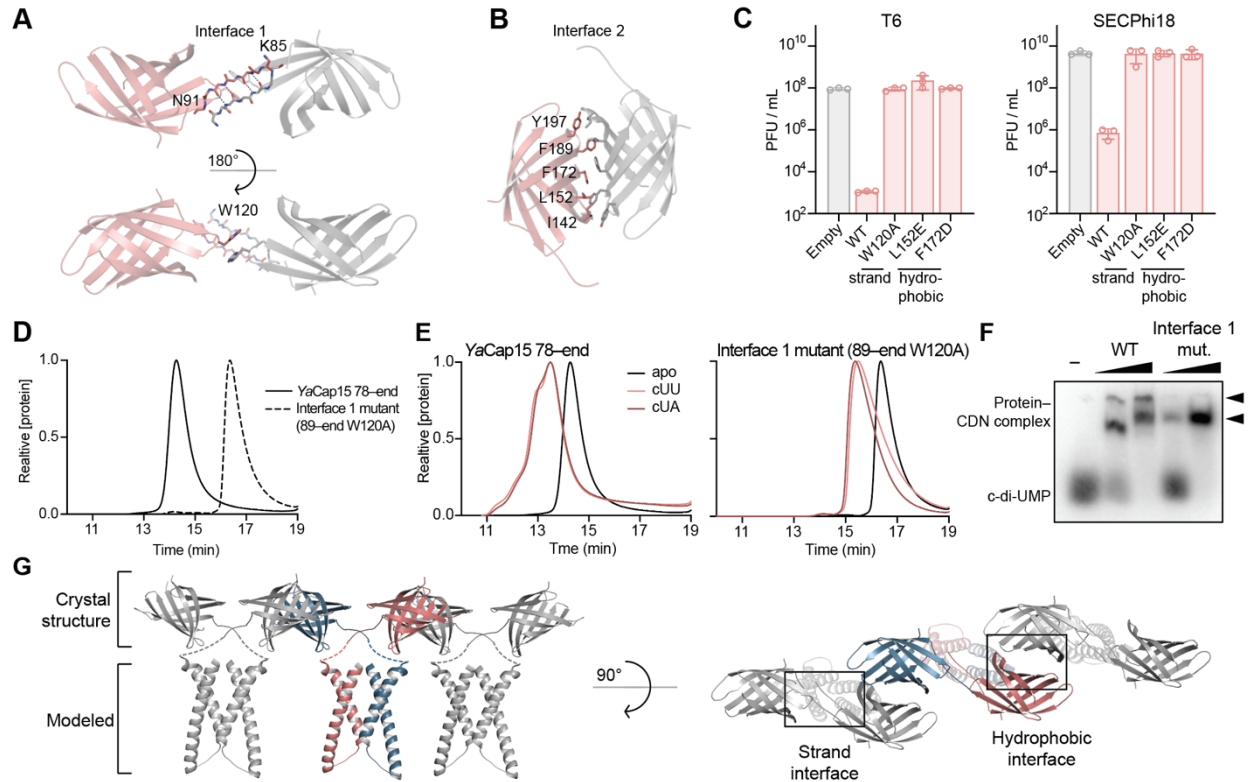 A
Interface 1
K85
N91
180°
W120
B
Interface 2
Y197
F189
F172
L152
I142
C
T6
PFU / mL
10^10
10^8
10^6
10^4
10^2
Empty
WT
W120A
L152E
F172D
strand
hydro-
phobic
SECPhi18
PFU / mL
10^10
10^8
10^6
10^4
10^2
Empty
WT
W120A
L152E
F172D
strand
hydro-
phobic
D
Realtive [protein]
1.0
0.5
0.0
11 13 15 17 19
Time (min)
YaCap15 78–end
Interface 1 mutant
(89–end W120A)
E
YaCap15 78–end
Realtive [protein]
1.0
0.5
0.0
11 13 15 17 19
Tme (min)
apo
cUU
cUA
Interface 1 mutant (89–end W120A)
11 13 15 17 19
Time (min)
F
Interface 1
– WT mut.
Protein–
CDN complex
c-di-UMP
G
Crystal
structure
Modeled
90°
Strand
interface
Hydrophobic
interface